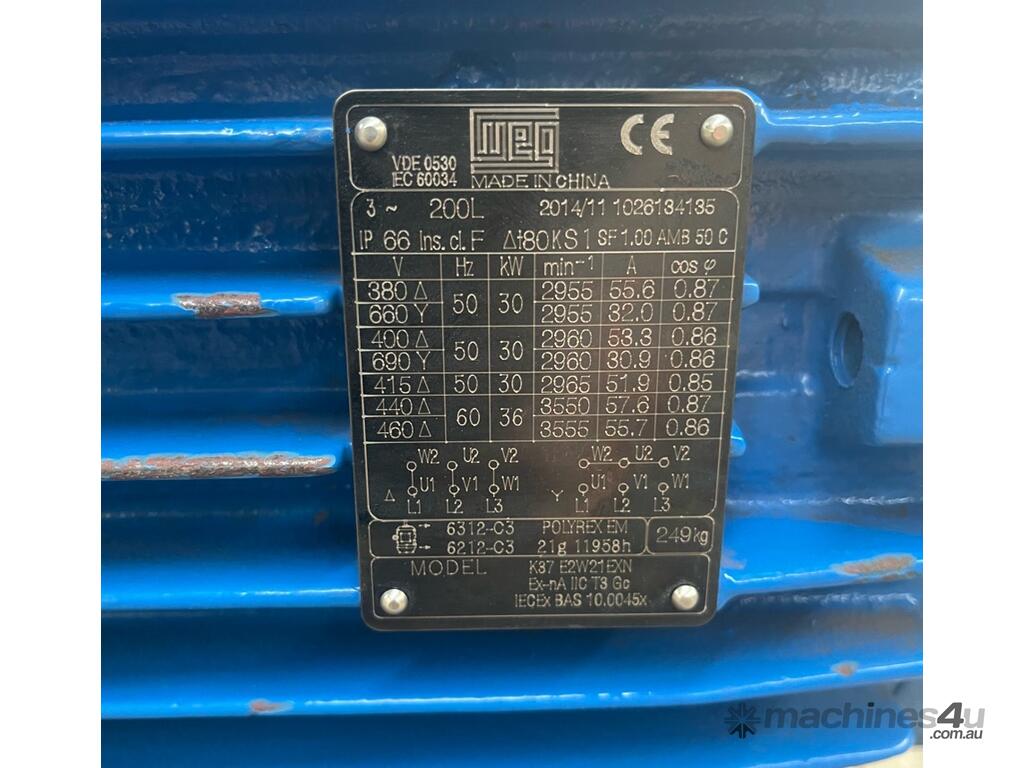 WEG
CE
VDE 0530
IEC 60034
MADE IN CHINA
3 ~ 200L 2014/11 1026134135
IP 66 Ins. cl. F Δt80K S1 SF 1.00 AMB 50 C
V Hz kW min⁻¹ A cos φ
380 Δ 50 30 2955 55.6 0.87
660 Y 2955 32.0 0.87
400 Δ 50 30 2960 53.3 0.86
690 Y 2960 30.9 0.86
415 Δ 50 30 2965 51.9 0.85
440 Δ 60 36 3550 57.6 0.87
460 Δ 3555 55.7 0.86
W2 U2 V2 W2 U2 V2
Δ U1 V1 W1 Y U1 V1 W1
L1 L2 L3 L1 L2 L3
6312-C3 POLYREX EM 249kg
6212-C3 21g 11958h
MODEL K37 E2W21EXN
Ex-nA IIC T3 Gc
IECEx BAS 10.0045x
machines4u
.com.au